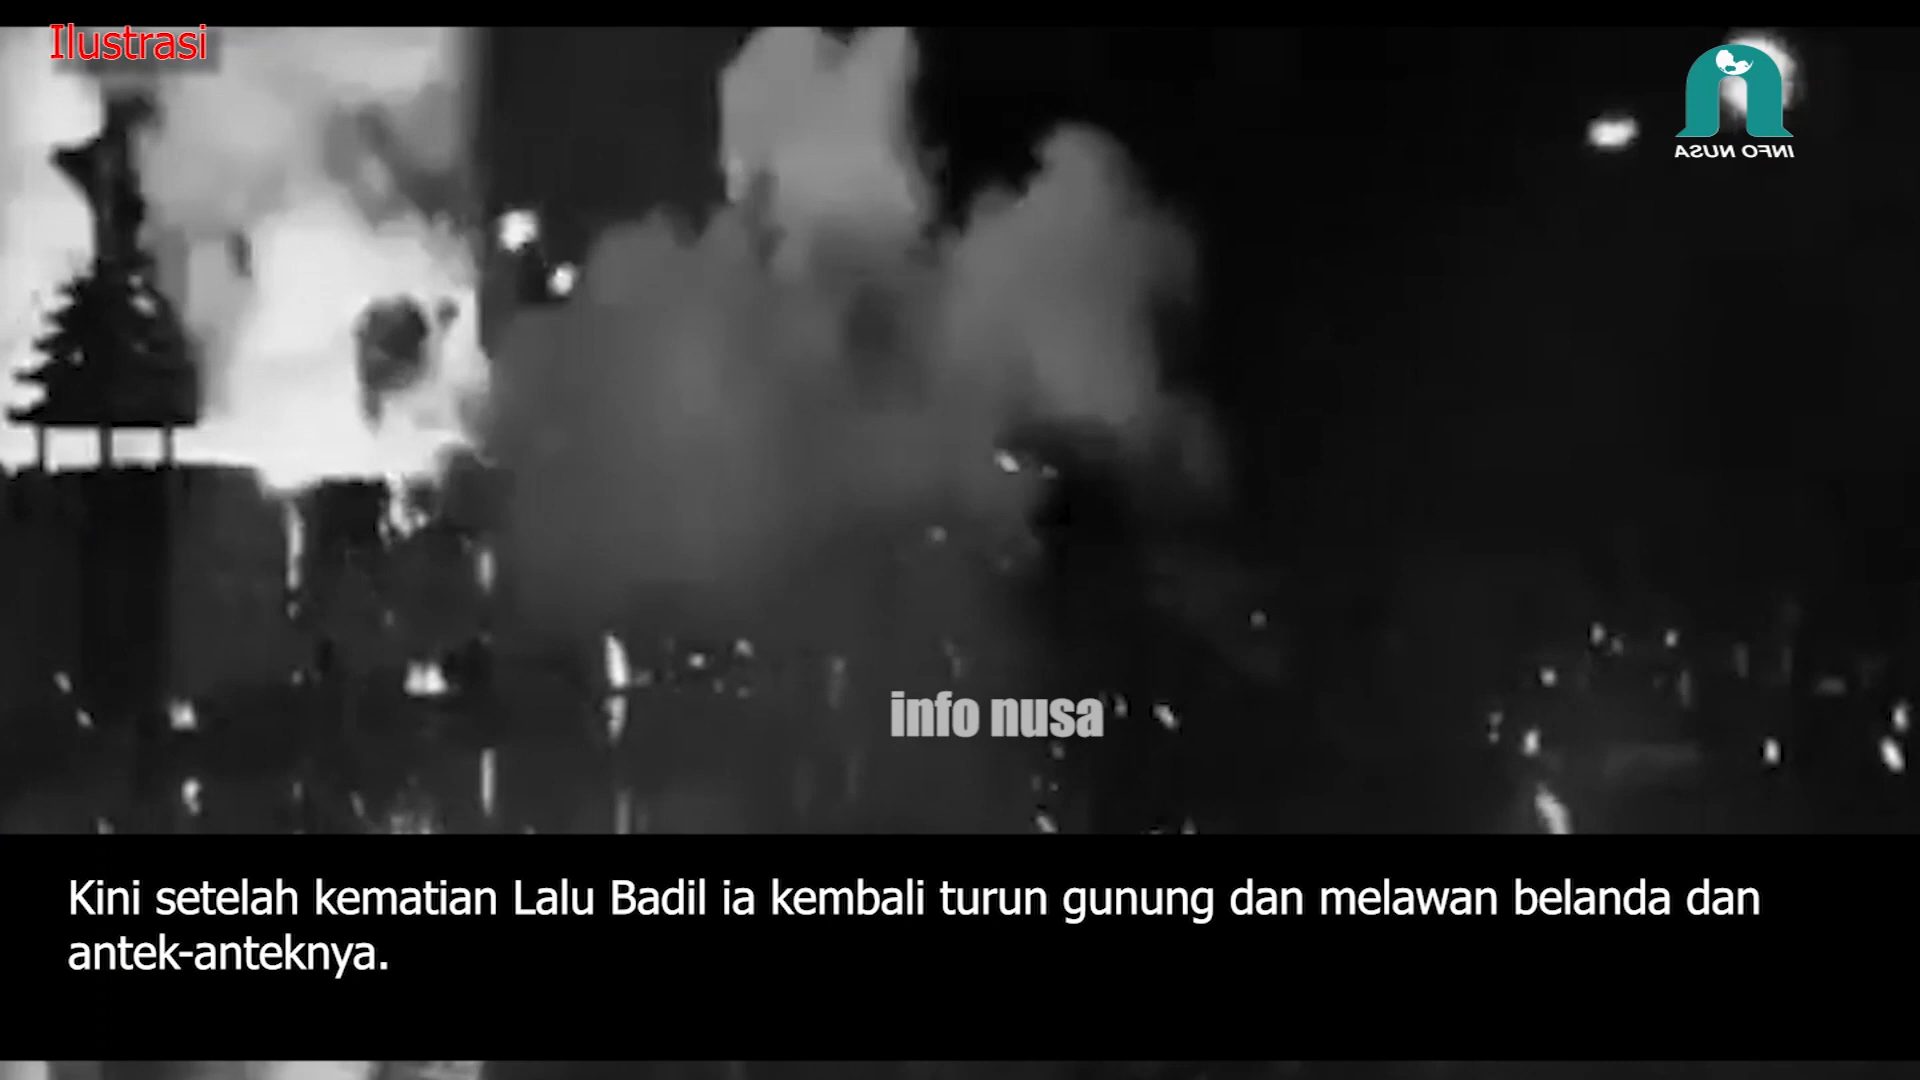 Ilustrasi
INFO NUSA
info nusa
Kini setelah kematian Lalu Badil ia kembali turun gunung dan melawan belanda dan
antek-anteknya.